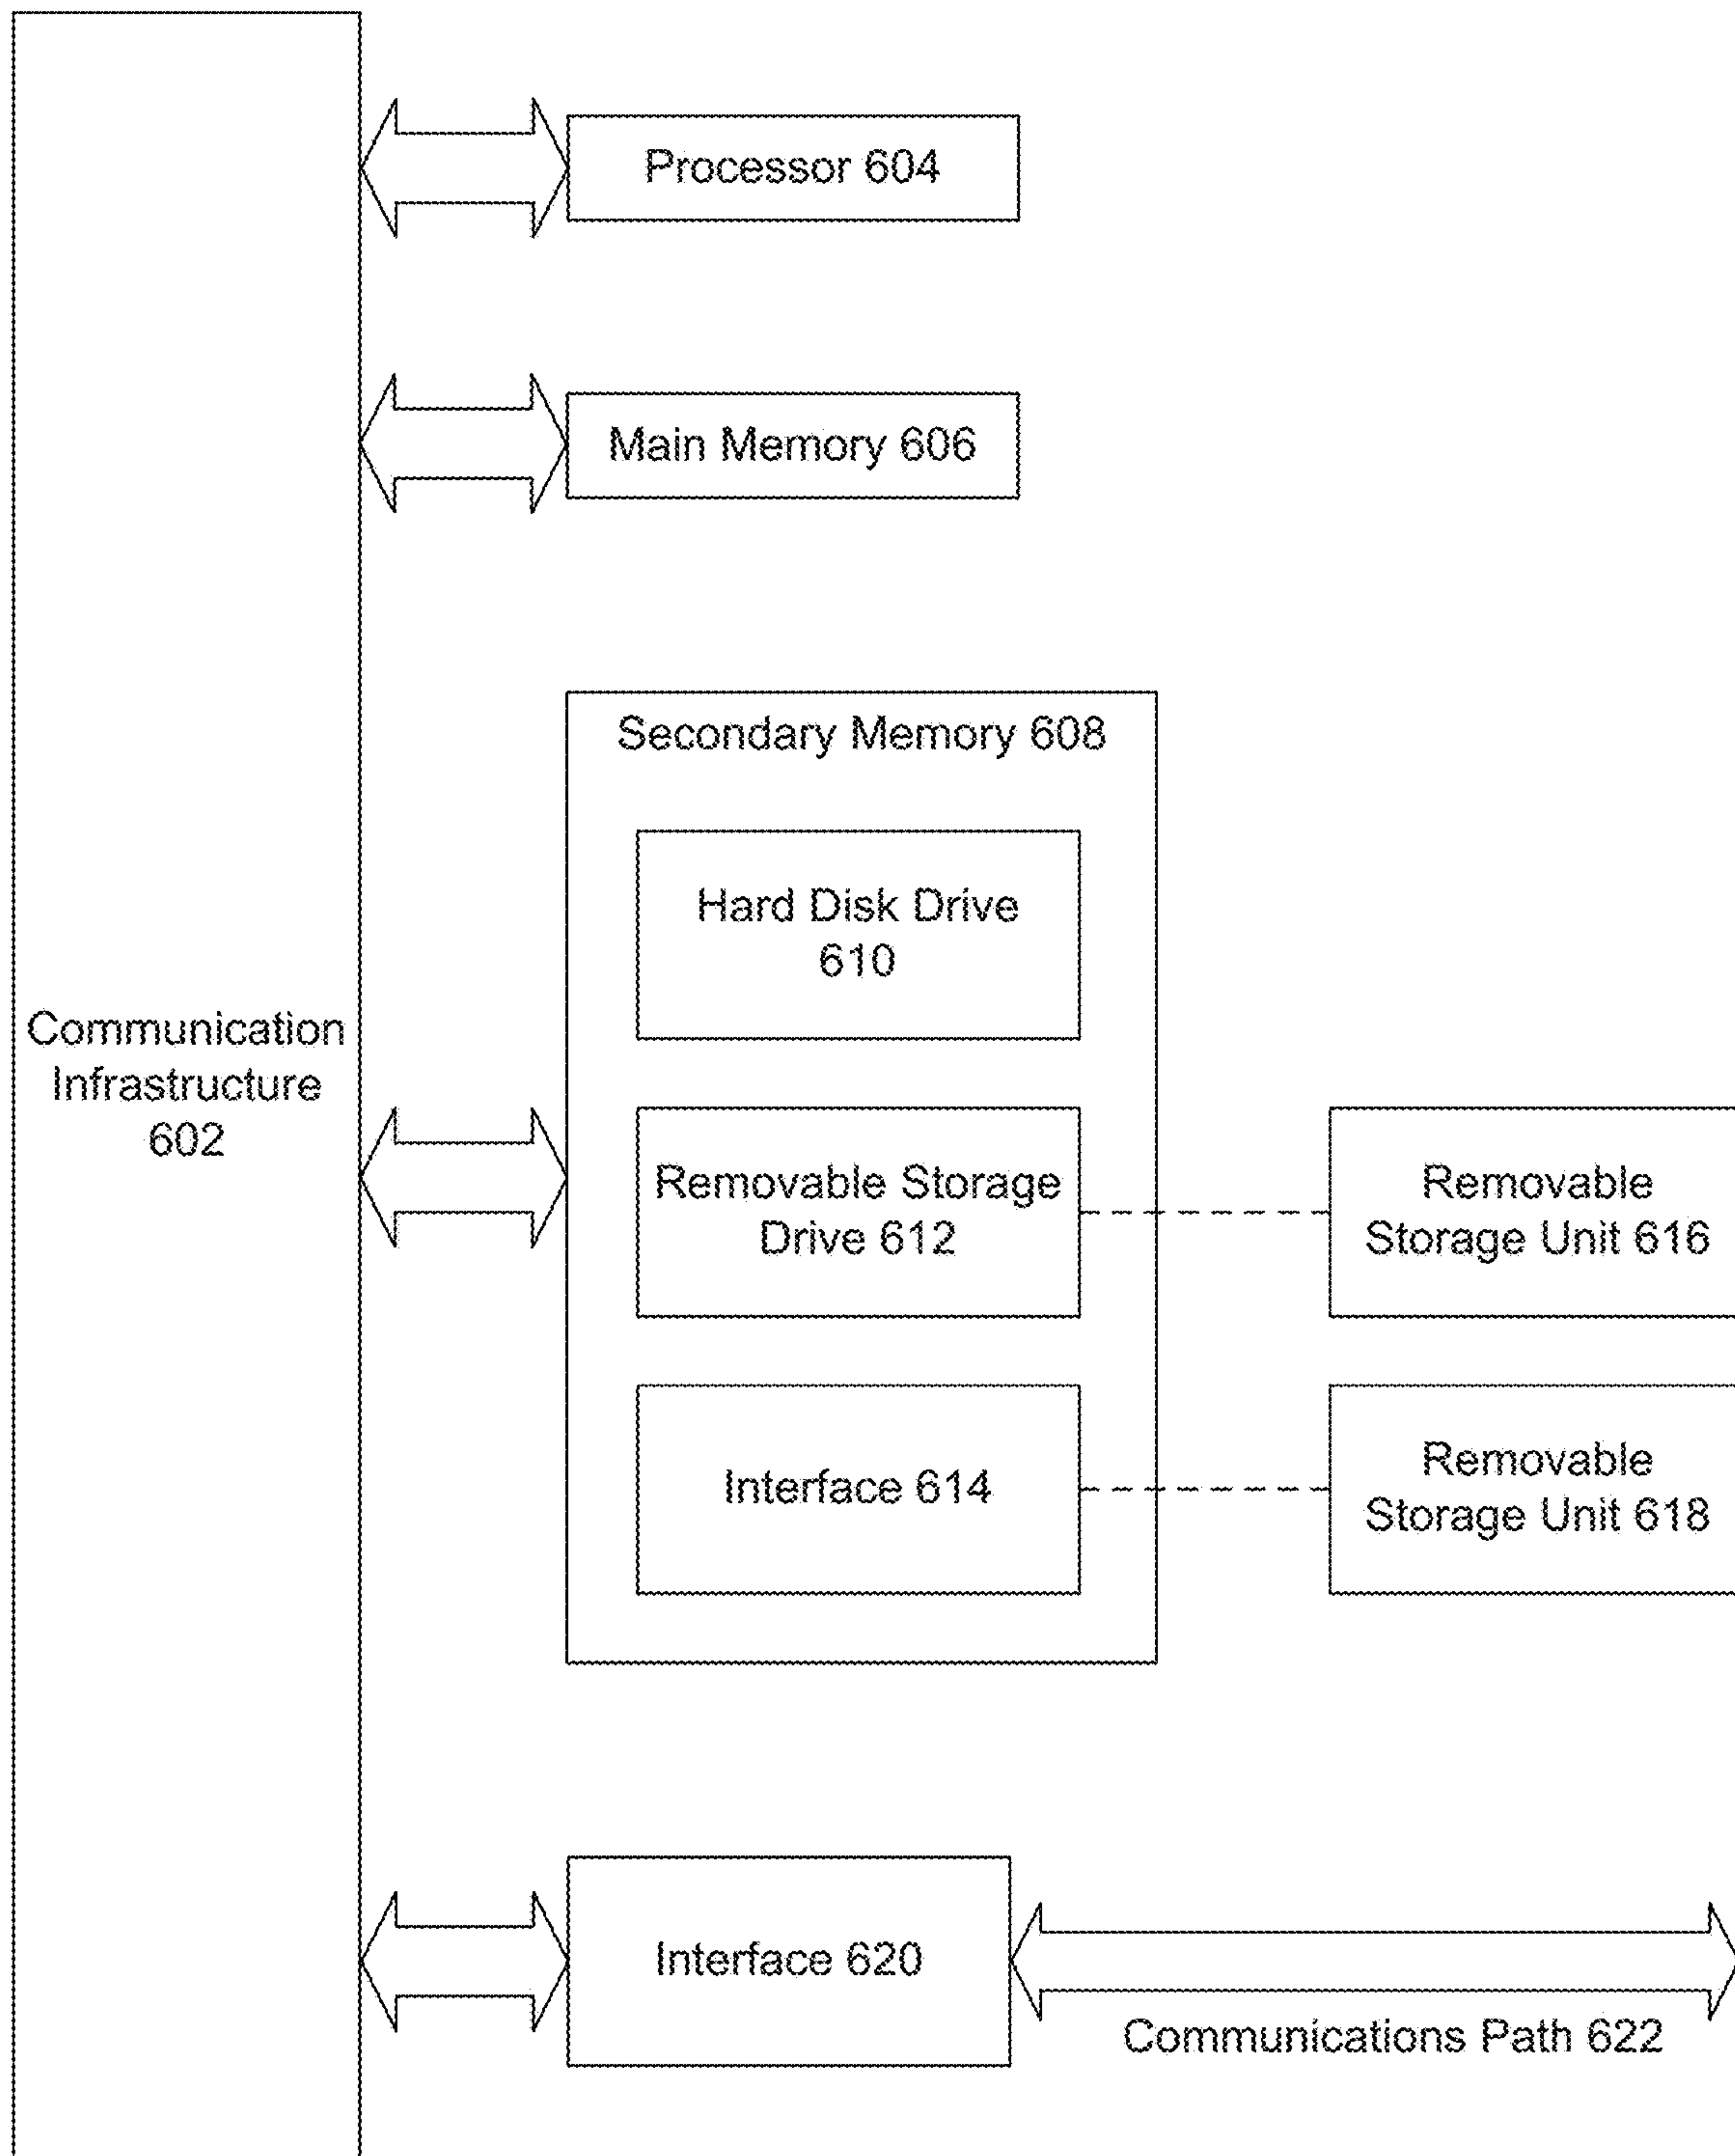 Processor 604
Main Memory 606
Secondary Memory 608
Hard Disk Drive
610
Communication
Infrastructure
602
Removable Storage
Drive 612
Removable
Storage Unit 616
Interface 614
Removable
Storage Unit 618
Interface 620
Communications Path 622